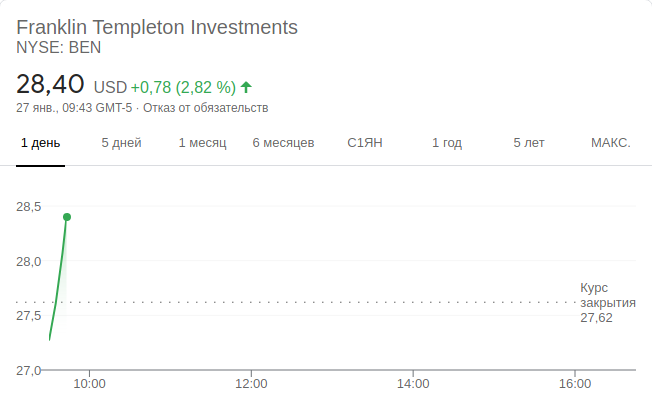 Franklin Templeton Investments
NYSE: BEN
28,40 USD +0,78 (2,82 %)
27 янв., 09:43 GMT-5 · Отказ от обязательств
1 день 5 дней 1 месяц 6 месяцев С1ЯН 1 год 5 лет МАКС.
28,5
28,0
Курс
закрытия
27,62
27,5
27,0
10:00 12:00 14:00 16:00